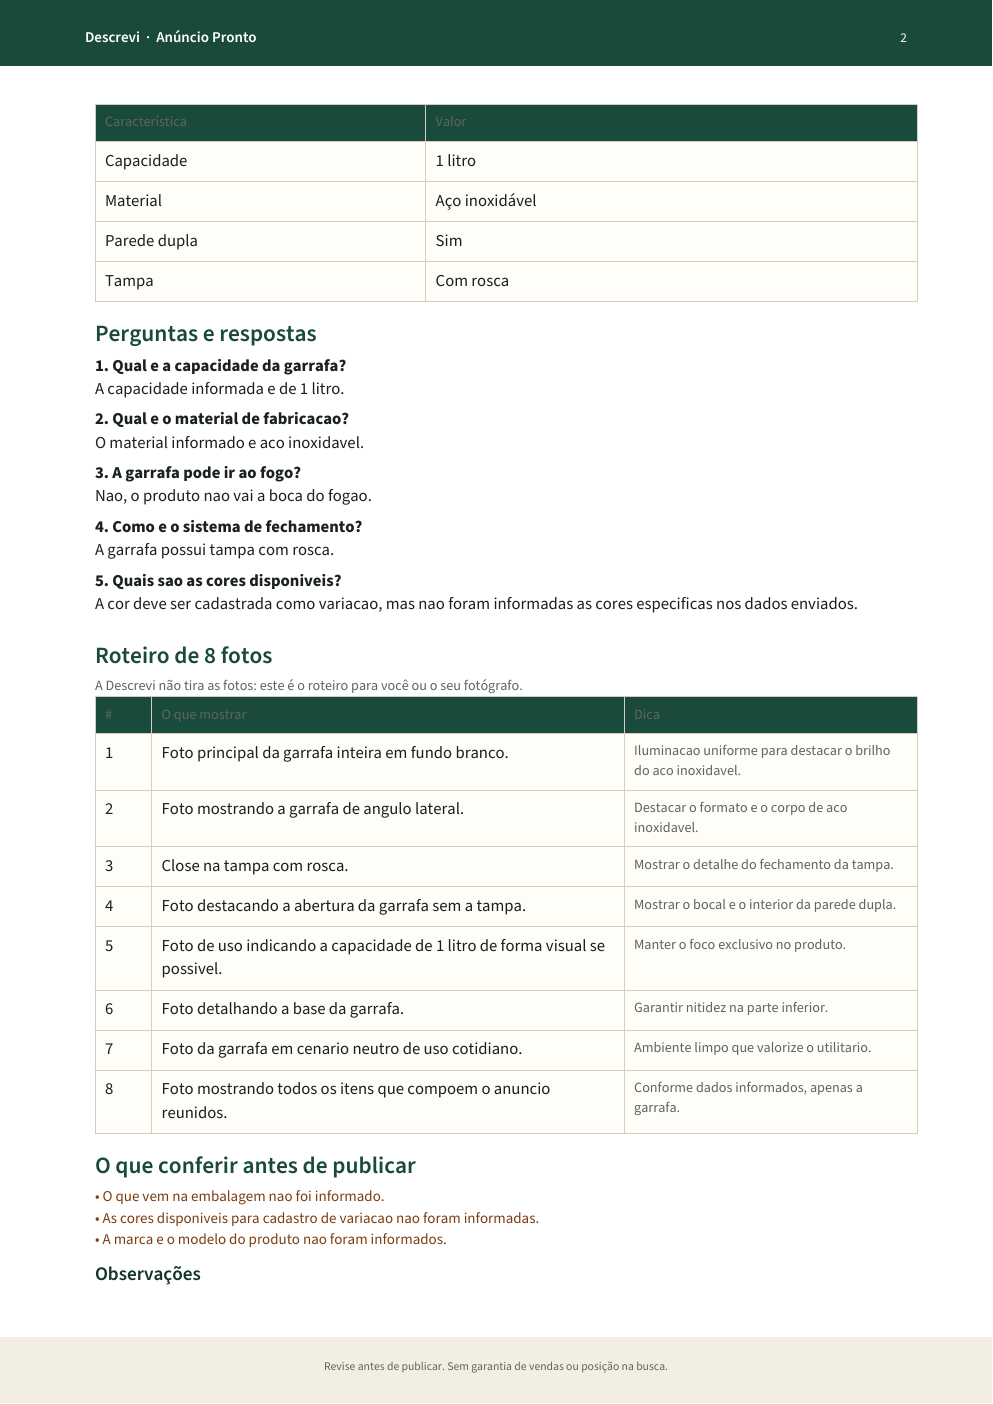 Descrevi · Anúncio Pronto 2
Característica Valor
Capacidade 1 litro
Material Aço inoxidável
Parede dupla Sim
Tampa Com rosca
Perguntas e respostas
1. Qual e a capacidade da garrafa?
A capacidade informada e de 1 litro.
2. Qual e o material de fabricacao?
O material informado e aco inoxidavel.
3. A garrafa pode ir ao fogo?
Nao, o produto nao vai a boca do fogao.
4. Como e o sistema de fechamento?
A garrafa possui tampa com rosca.
5. Quais sao as cores disponiveis?
A cor deve ser cadastrada como variacao, mas nao foram informadas as cores especificas nos dados enviados.
Roteiro de 8 fotos
A Descrevi não tira as fotos: este é o roteiro para você ou o seu fotógrafo.
# O que mostrar Dica
1 Foto principal da garrafa inteira em fundo branco. Iluminacao uniforme para destacar o brilho
do aco inoxidavel.
2 Foto mostrando a garrafa de angulo lateral. Destacar o formato e o corpo de aco
inoxidavel.
3 Close na tampa com rosca. Mostrar o detalhe do fechamento da tampa.
4 Foto destacando a abertura da garrafa sem a tampa. Mostrar o bocal e o interior da parede dupla.
5 Foto de uso indicando a capacidade de 1 litro de forma visual se Manter o foco exclusivo no produto.
possivel.
6 Foto detalhando a base da garrafa. Garantir nitidez na parte inferior.
7 Foto da garrafa em cenario neutro de uso cotidiano. Ambiente limpo que valorize o utilitario.
8 Foto mostrando todos os itens que compoem o anuncio Conforme dados informados, apenas a
reunidos. garrafa.
O que conferir antes de publicar
• O que vem na embalagem nao foi informado.
• As cores disponiveis para cadastro de variacao nao foram informadas.
• A marca e o modelo do produto nao foram informados.
Observações
Revise antes de publicar. Sem garantia de vendas ou posição na busca.